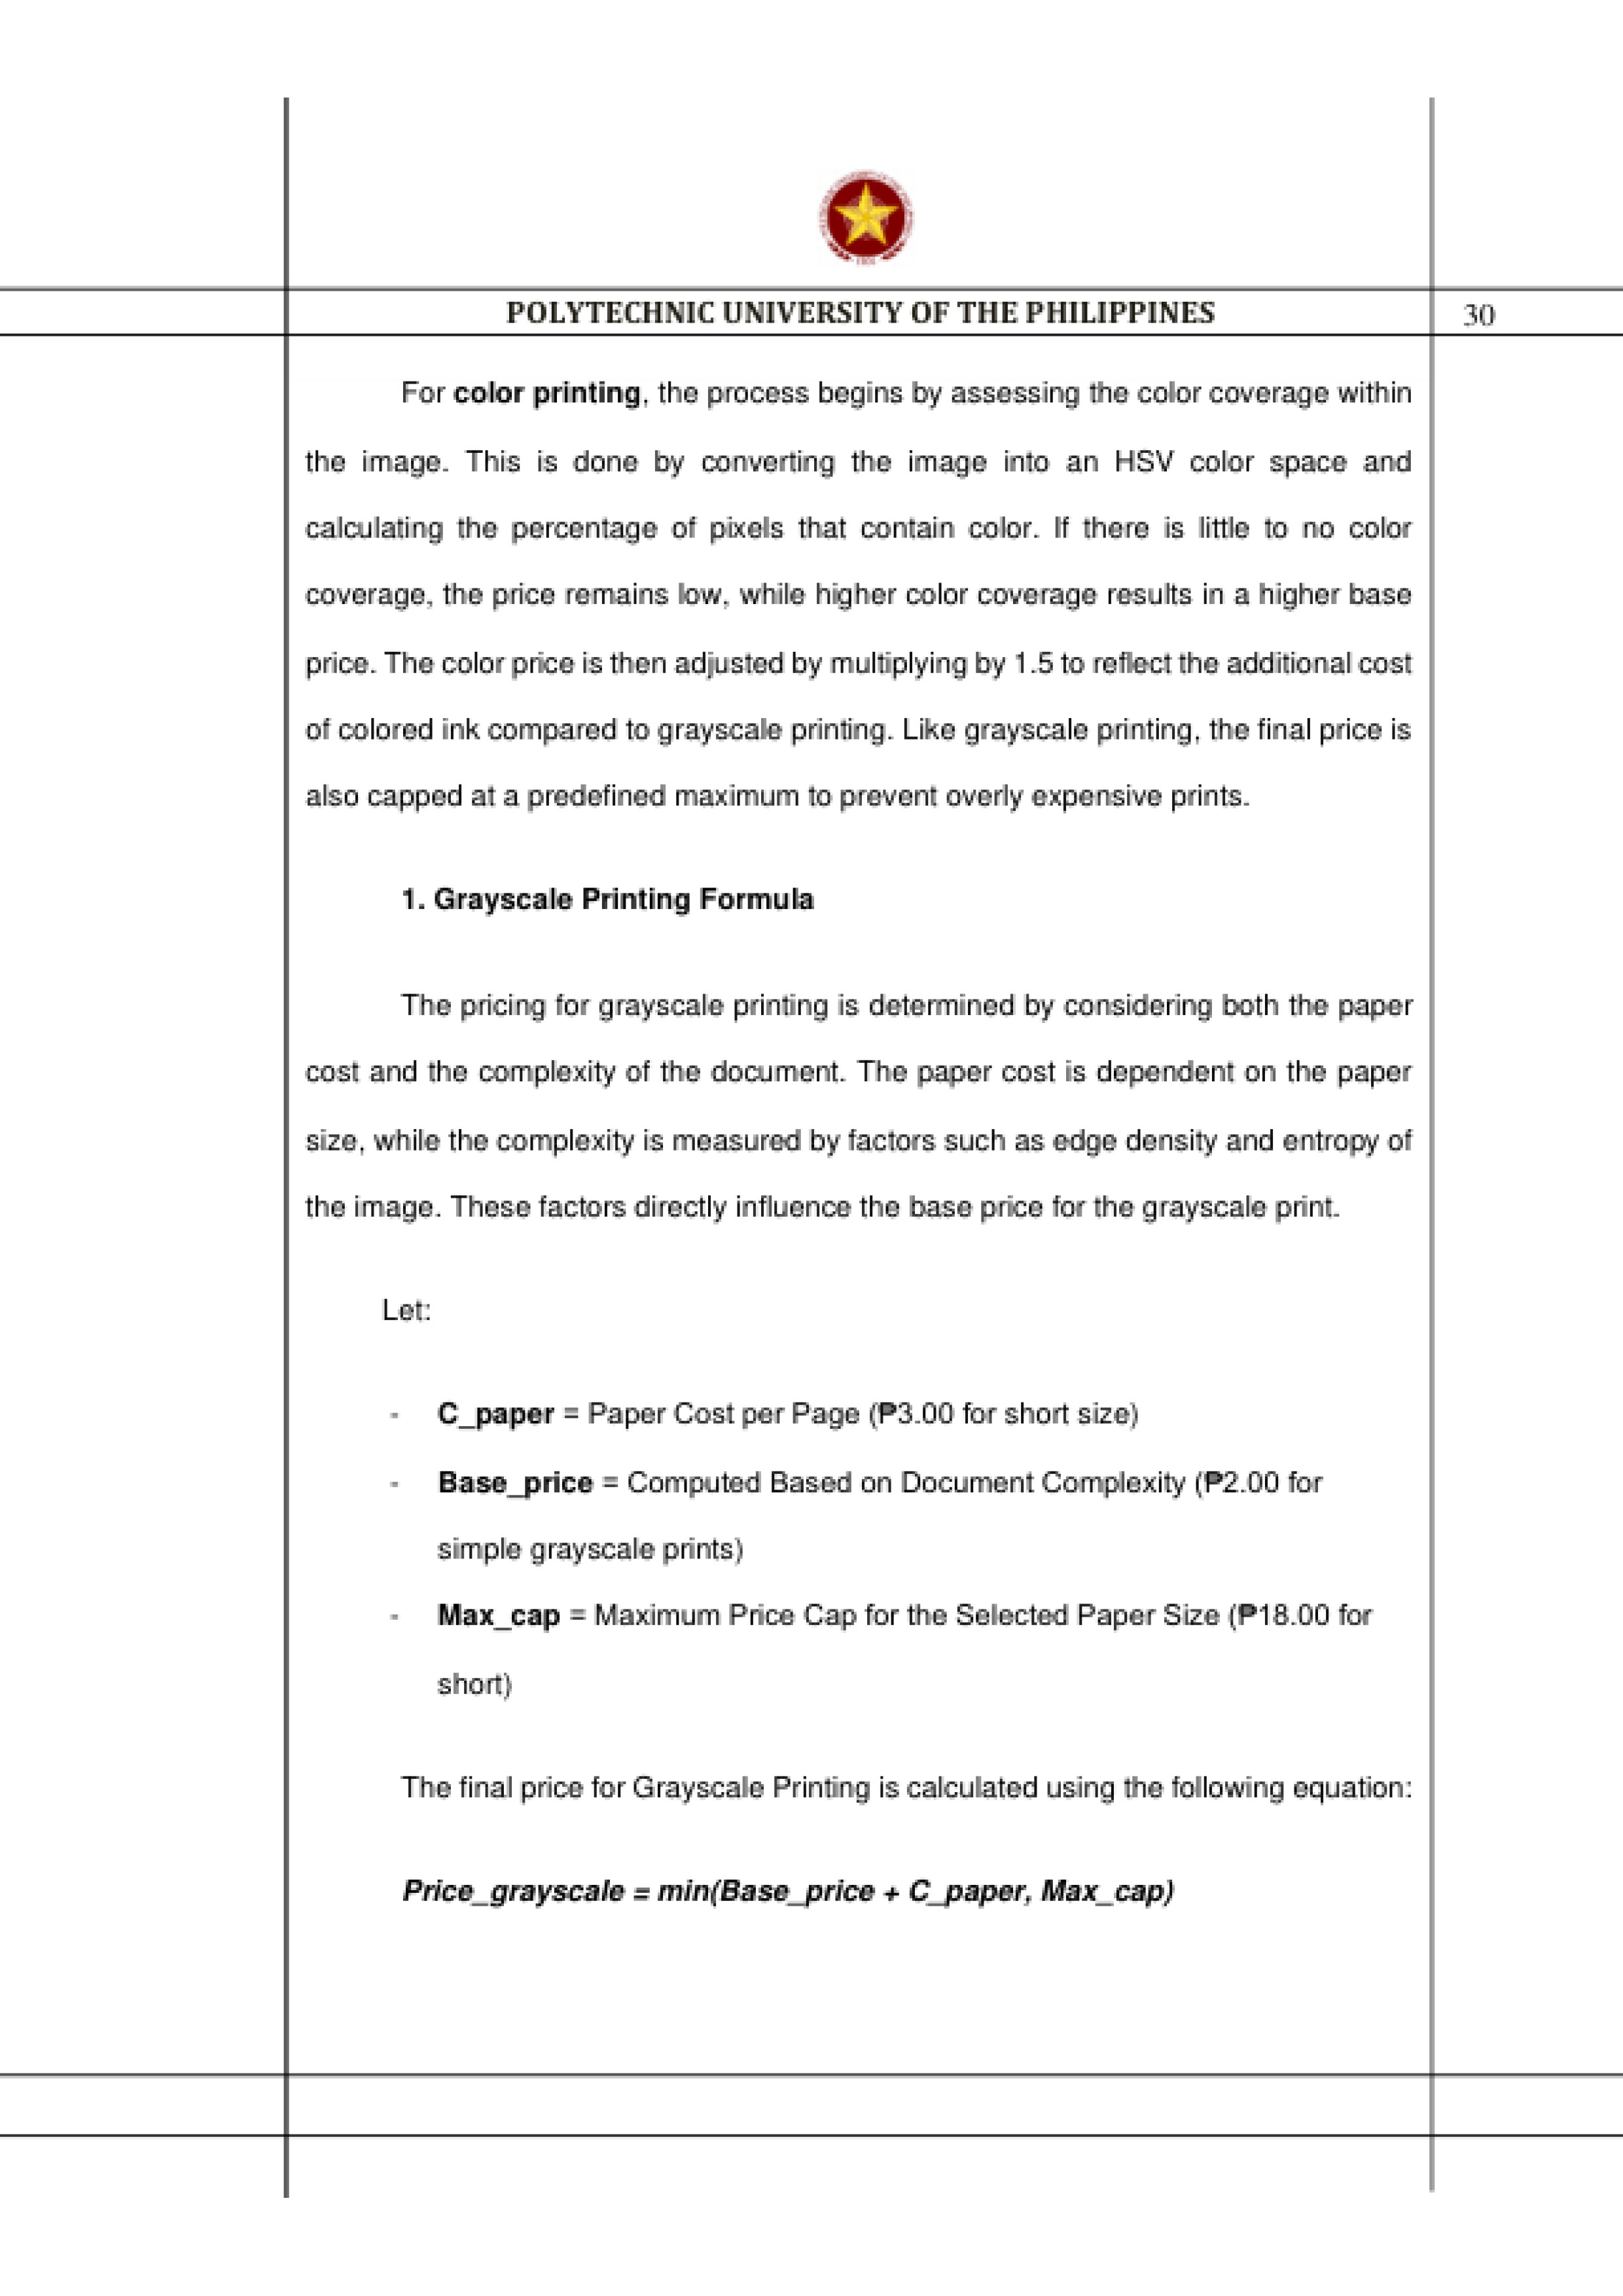 POLYTECHNIC UNIVERSITY OF THE PHILIPPINES
30
For color printing, the process begins by assessing the color coverage within
the image. This is done by converting the image into an HSV color space and
calculating the percentage of pixels that contain color. If there is little to no color
coverage, the price remains low, while higher color coverage results in a higher base
price. The color price is then adjusted by multiplying by 1.5 to reflect the additional cost
of colored ink compared to grayscale printing. Like grayscale printing, the final price is
also capped at a predefined maximum to prevent overly expensive prints.
1. Grayscale Printing Formula
The pricing for grayscale printing is determined by considering both the paper
cost and the complexity of the document. The paper cost is dependent on the paper
size, while the complexity is measured by factors such as edge density and entropy of
the image. These factors directly influence the base price for the grayscale print.
Let:
- C_paper = Paper Cost per Page (₱3.00 for short size)
- Base_price = Computed Based on Document Complexity (₱2.00 for
simple grayscale prints)
- Max_cap = Maximum Price Cap for the Selected Paper Size (₱18.00 for
short)
The final price for Grayscale Printing is calculated using the following equation:
Price_grayscale = min(Base_price + C_paper, Max_cap)